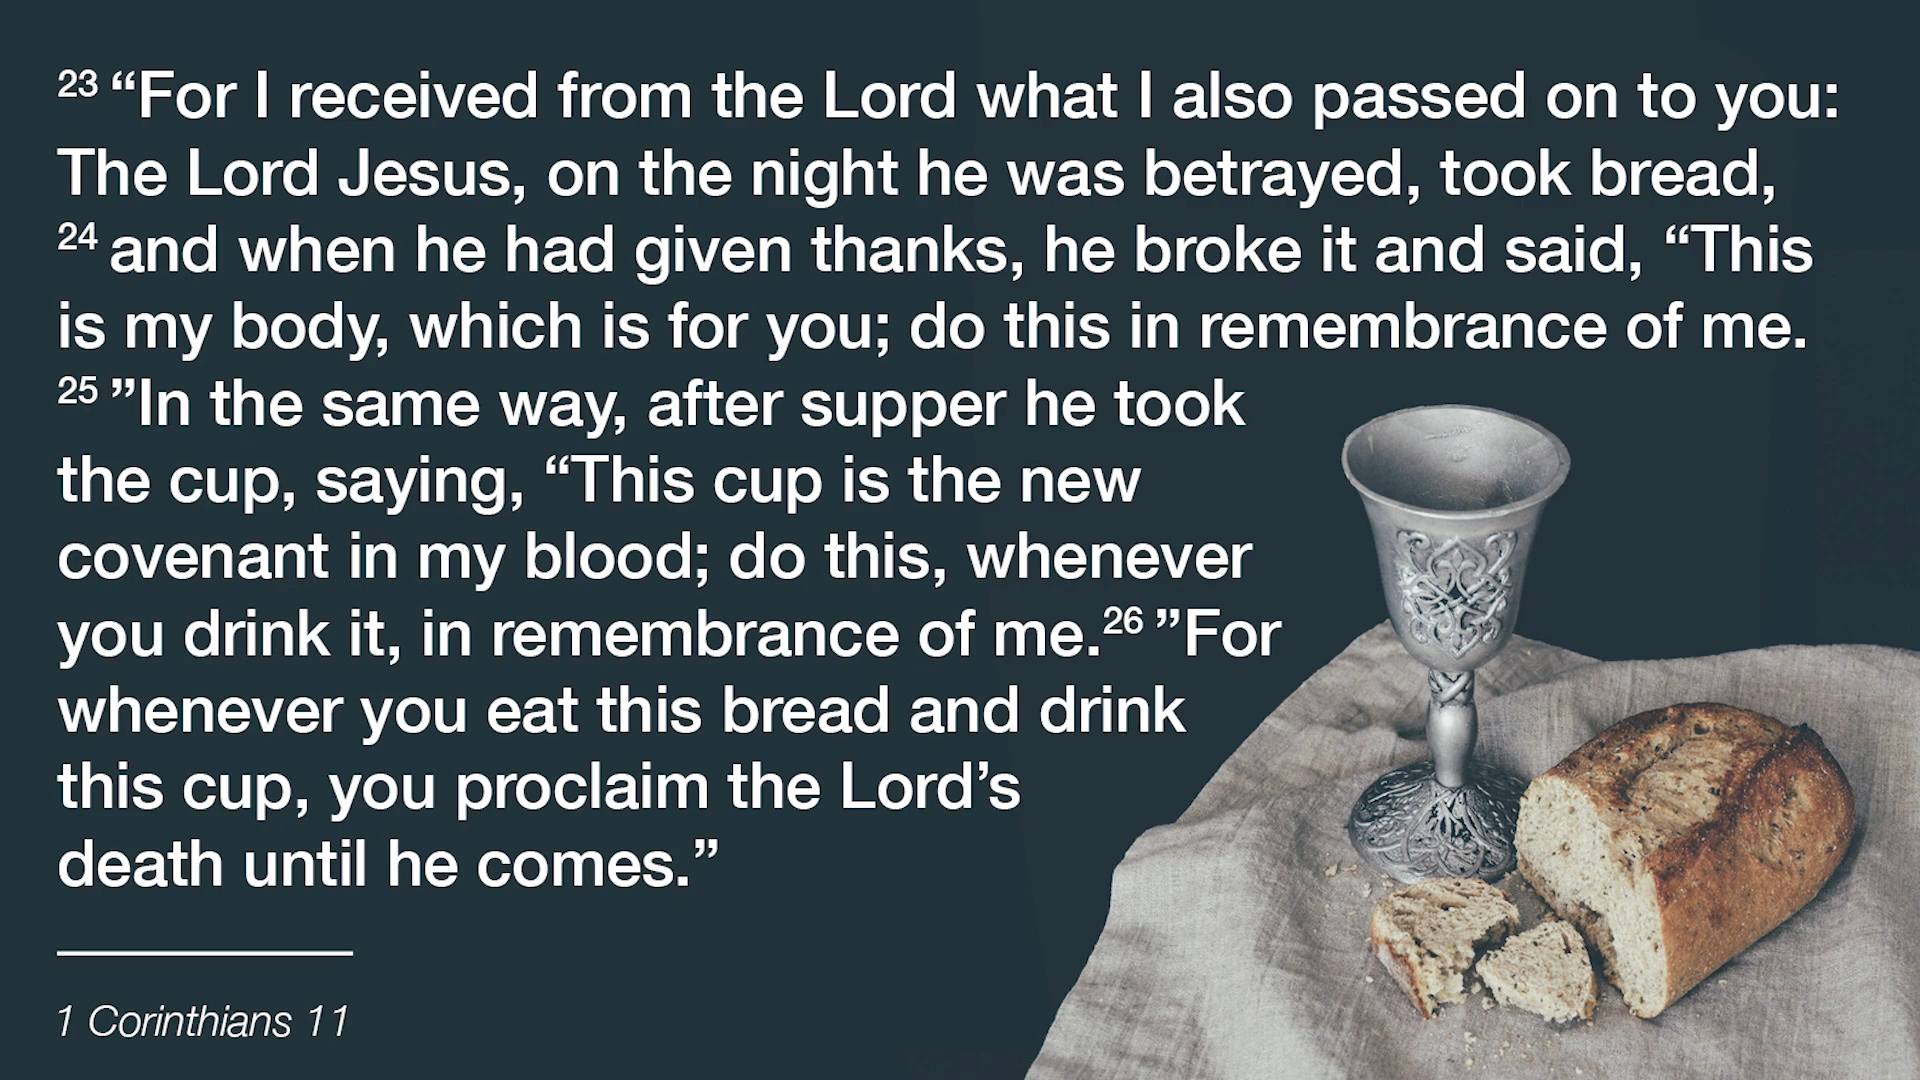 23 “For I received from the Lord what I also passed on to you:
The Lord Jesus, on the night he was betrayed, took bread,
24 and when he had given thanks, he broke it and said, “This
is my body, which is for you; do this in remembrance of me.
25 ”In the same way, after supper he took
the cup, saying, “This cup is the new
covenant in my blood; do this, whenever
you drink it, in remembrance of me.26 ”For
whenever you eat this bread and drink
this cup, you proclaim the Lord’s
death until he comes.”
1 Corinthians 11